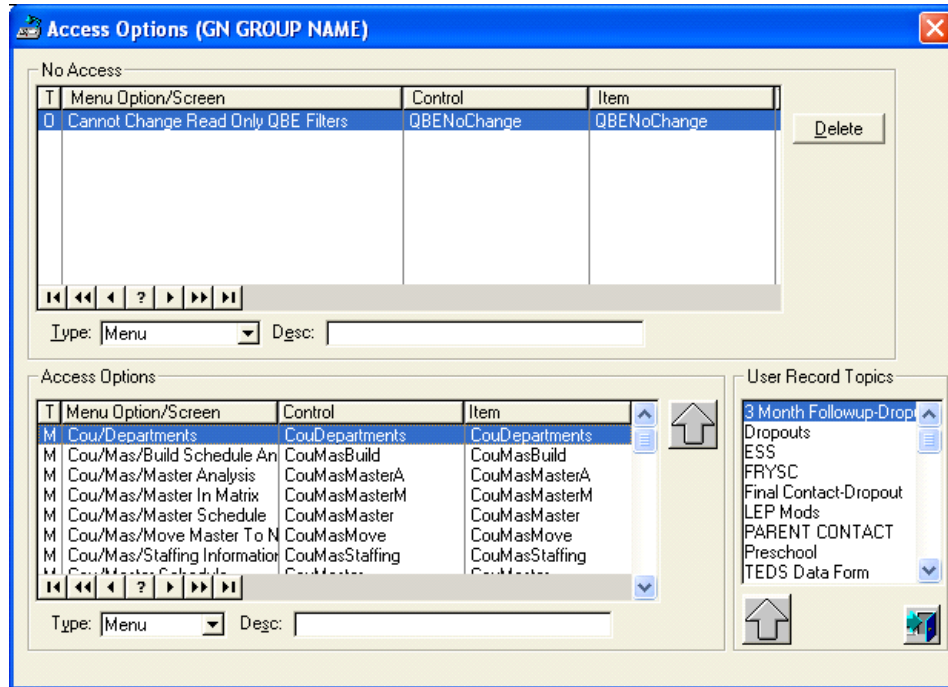 Access Options (GN GROUP NAME)
No Access
T Menu Option/Screen Control Item
O Cannot Change Read Only QBE Filters QBENoChange QBENoChange
Delete
?
Type: Menu Desc:
Access Options
User Record Topics
T Menu Option/Screen Control Item
M Cou/Departments CouDepartments CouDepartments
M Cou/Mas/Build Schedule An CouMasBuild CouMasBuild
M Cou/Mas/Master Analysis CouMasMasterA CouMasMasterA
M Cou/Mas/Master In Matrix CouMasMasterM CouMasMasterM
M Cou/Mas/Master Schedule CouMasMaster CouMasMaster
M Cou/Mas/Move Master To N CouMasMove CouMasMove
M Cou/Mas/Staffing Information CouMasStaffing CouMasStaffing
?
Type: Menu Desc:
3 Month Followup-Drop
Dropouts
ESS
FRYSC
Final Contact-Dropout
LEP Mods
PARENT CONTACT
Preschool
TEDS Data Form